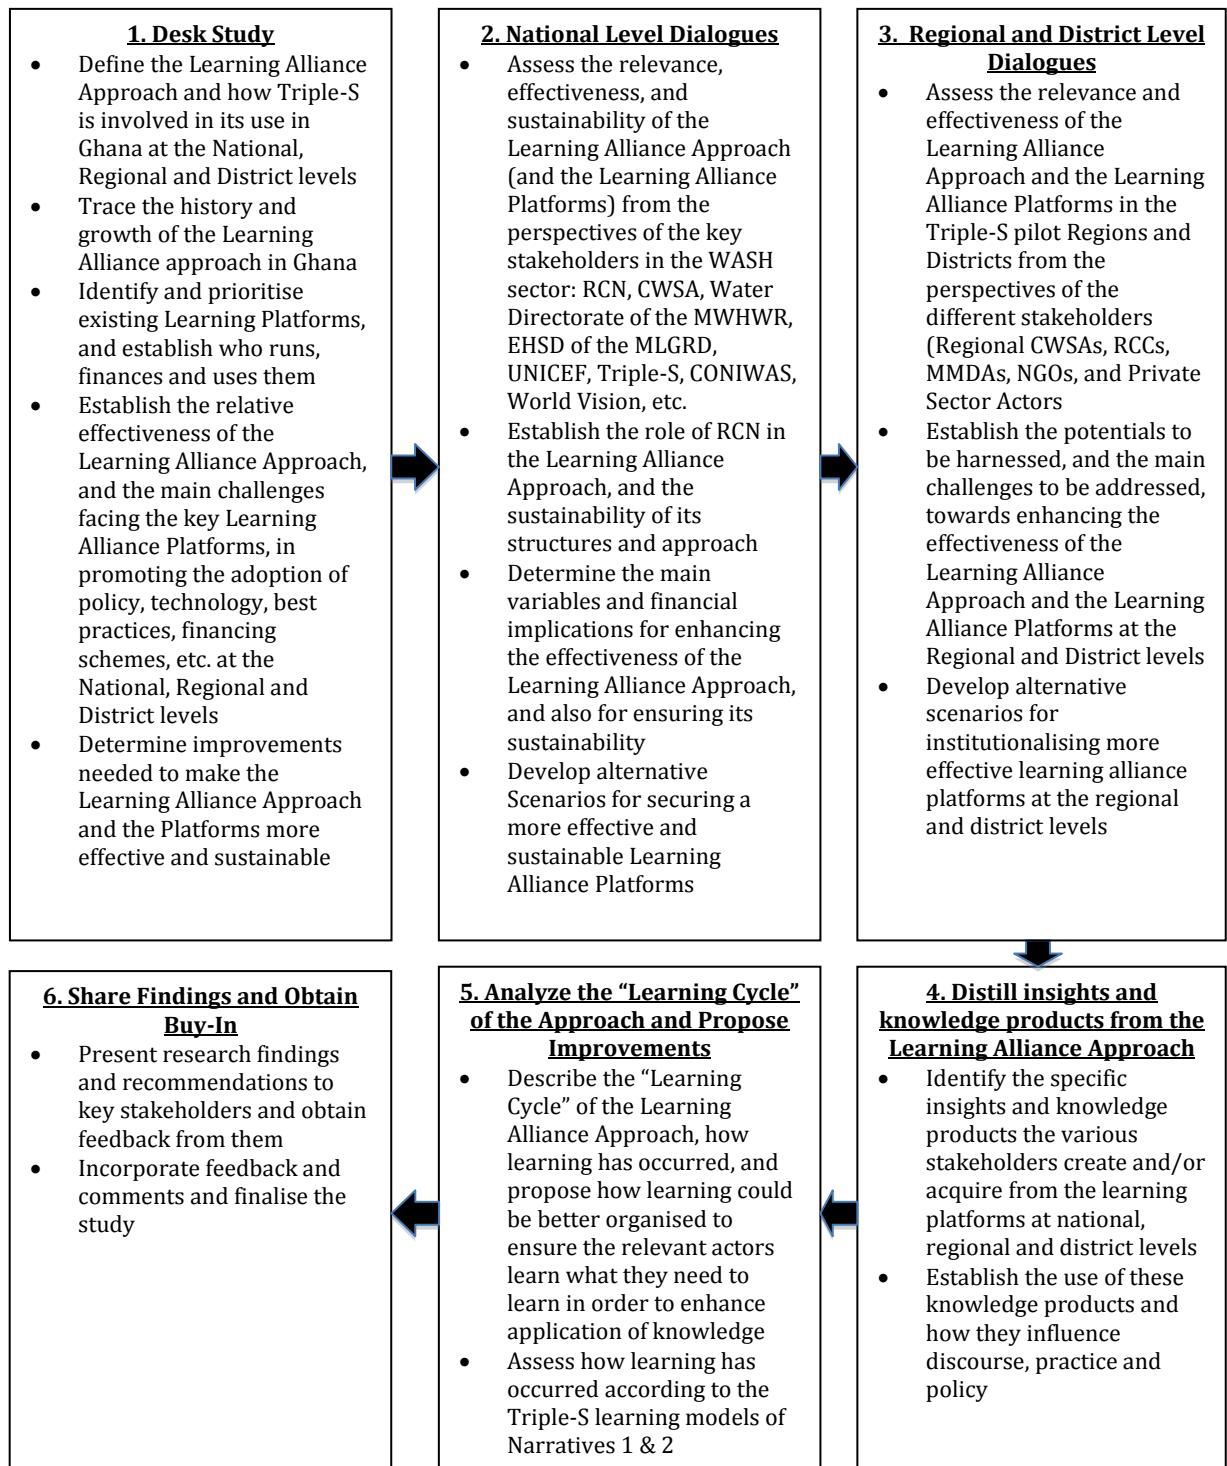 1. Desk Study
• Define the Learning Alliance
Approach and how Triple-S
is involved in its use in
Ghana at the National,
Regional and District levels
• Trace the history and
growth of the Learning
Alliance approach in Ghana
• Identify and prioritise
existing Learning Platforms,
and establish who runs,
finances and uses them
• Establish the relative
effectiveness of the
Learning Alliance Approach,
and the main challenges
facing the key Learning
Alliance Platforms, in
promoting the adoption of
policy, technology, best
practices, financing
schemes, etc. at the
National, Regional and
District levels
• Determine improvements
needed to make the
Learning Alliance Approach
and the Platforms more
effective and sustainable
2. National Level Dialogues
• Assess the relevance,
effectiveness, and
sustainability of the
Learning Alliance Approach
(and the Learning Alliance
Platforms) from the
perspectives of the key
stakeholders in the WASH
sector: RCN, CWSA, Water
Directorate of the MWHWR,
EHSD of the MLGRD,
UNICEF, Triple-S, CONIWAS,
World Vision, etc.
• Establish the role of RCN in
the Learning Alliance
Approach, and the
sustainability of its
structures and approach
• Determine the main
variables and financial
implications for enhancing
the effectiveness of the
Learning Alliance Approach,
and also for ensuring its
sustainability
• Develop alternative
Scenarios for securing a
more effective and
sustainable Learning
Alliance Platforms
3. Regional and District Level
Dialogues
• Assess the relevance and
effectiveness of the
Learning Alliance
Approach and the Learning
Alliance Platforms in the
Triple-S pilot Regions and
Districts from the
perspectives of the
different stakeholders
(Regional CWSAs, RCCs,
MMDAs, NGOs, and Private
Sector Actors
• Establish the potentials to
be harnessed, and the main
challenges to be addressed,
towards enhancing the
effectiveness of the
Learning Alliance
Approach and the Learning
Alliance Platforms at the
Regional and District levels
• Develop alternative
scenarios for
institutionalising more
effective learning alliance
platforms at the regional
and district levels
4. Distill insights and
knowledge products from the
Learning Alliance Approach
• Identify the specific
insights and knowledge
products the various
stakeholders create and/or
acquire from the learning
platforms at national,
regional and district levels
• Establish the use of these
knowledge products and
how they influence
discourse, practice and
policy
5. Analyze the “Learning Cycle”
of the Approach and Propose
Improvements
• Describe the “Learning
Cycle” of the Learning
Alliance Approach, how
learning has occurred, and
propose how learning could
be better organised to
ensure the relevant actors
learn what they need to
learn in order to enhance
application of knowledge
• Assess how learning has
occurred according to the
Triple-S learning models of
Narratives 1 & 2
6. Share Findings and Obtain
Buy-In
• Present research findings
and recommendations to
key stakeholders and obtain
feedback from them
• Incorporate feedback and
comments and finalise the
study